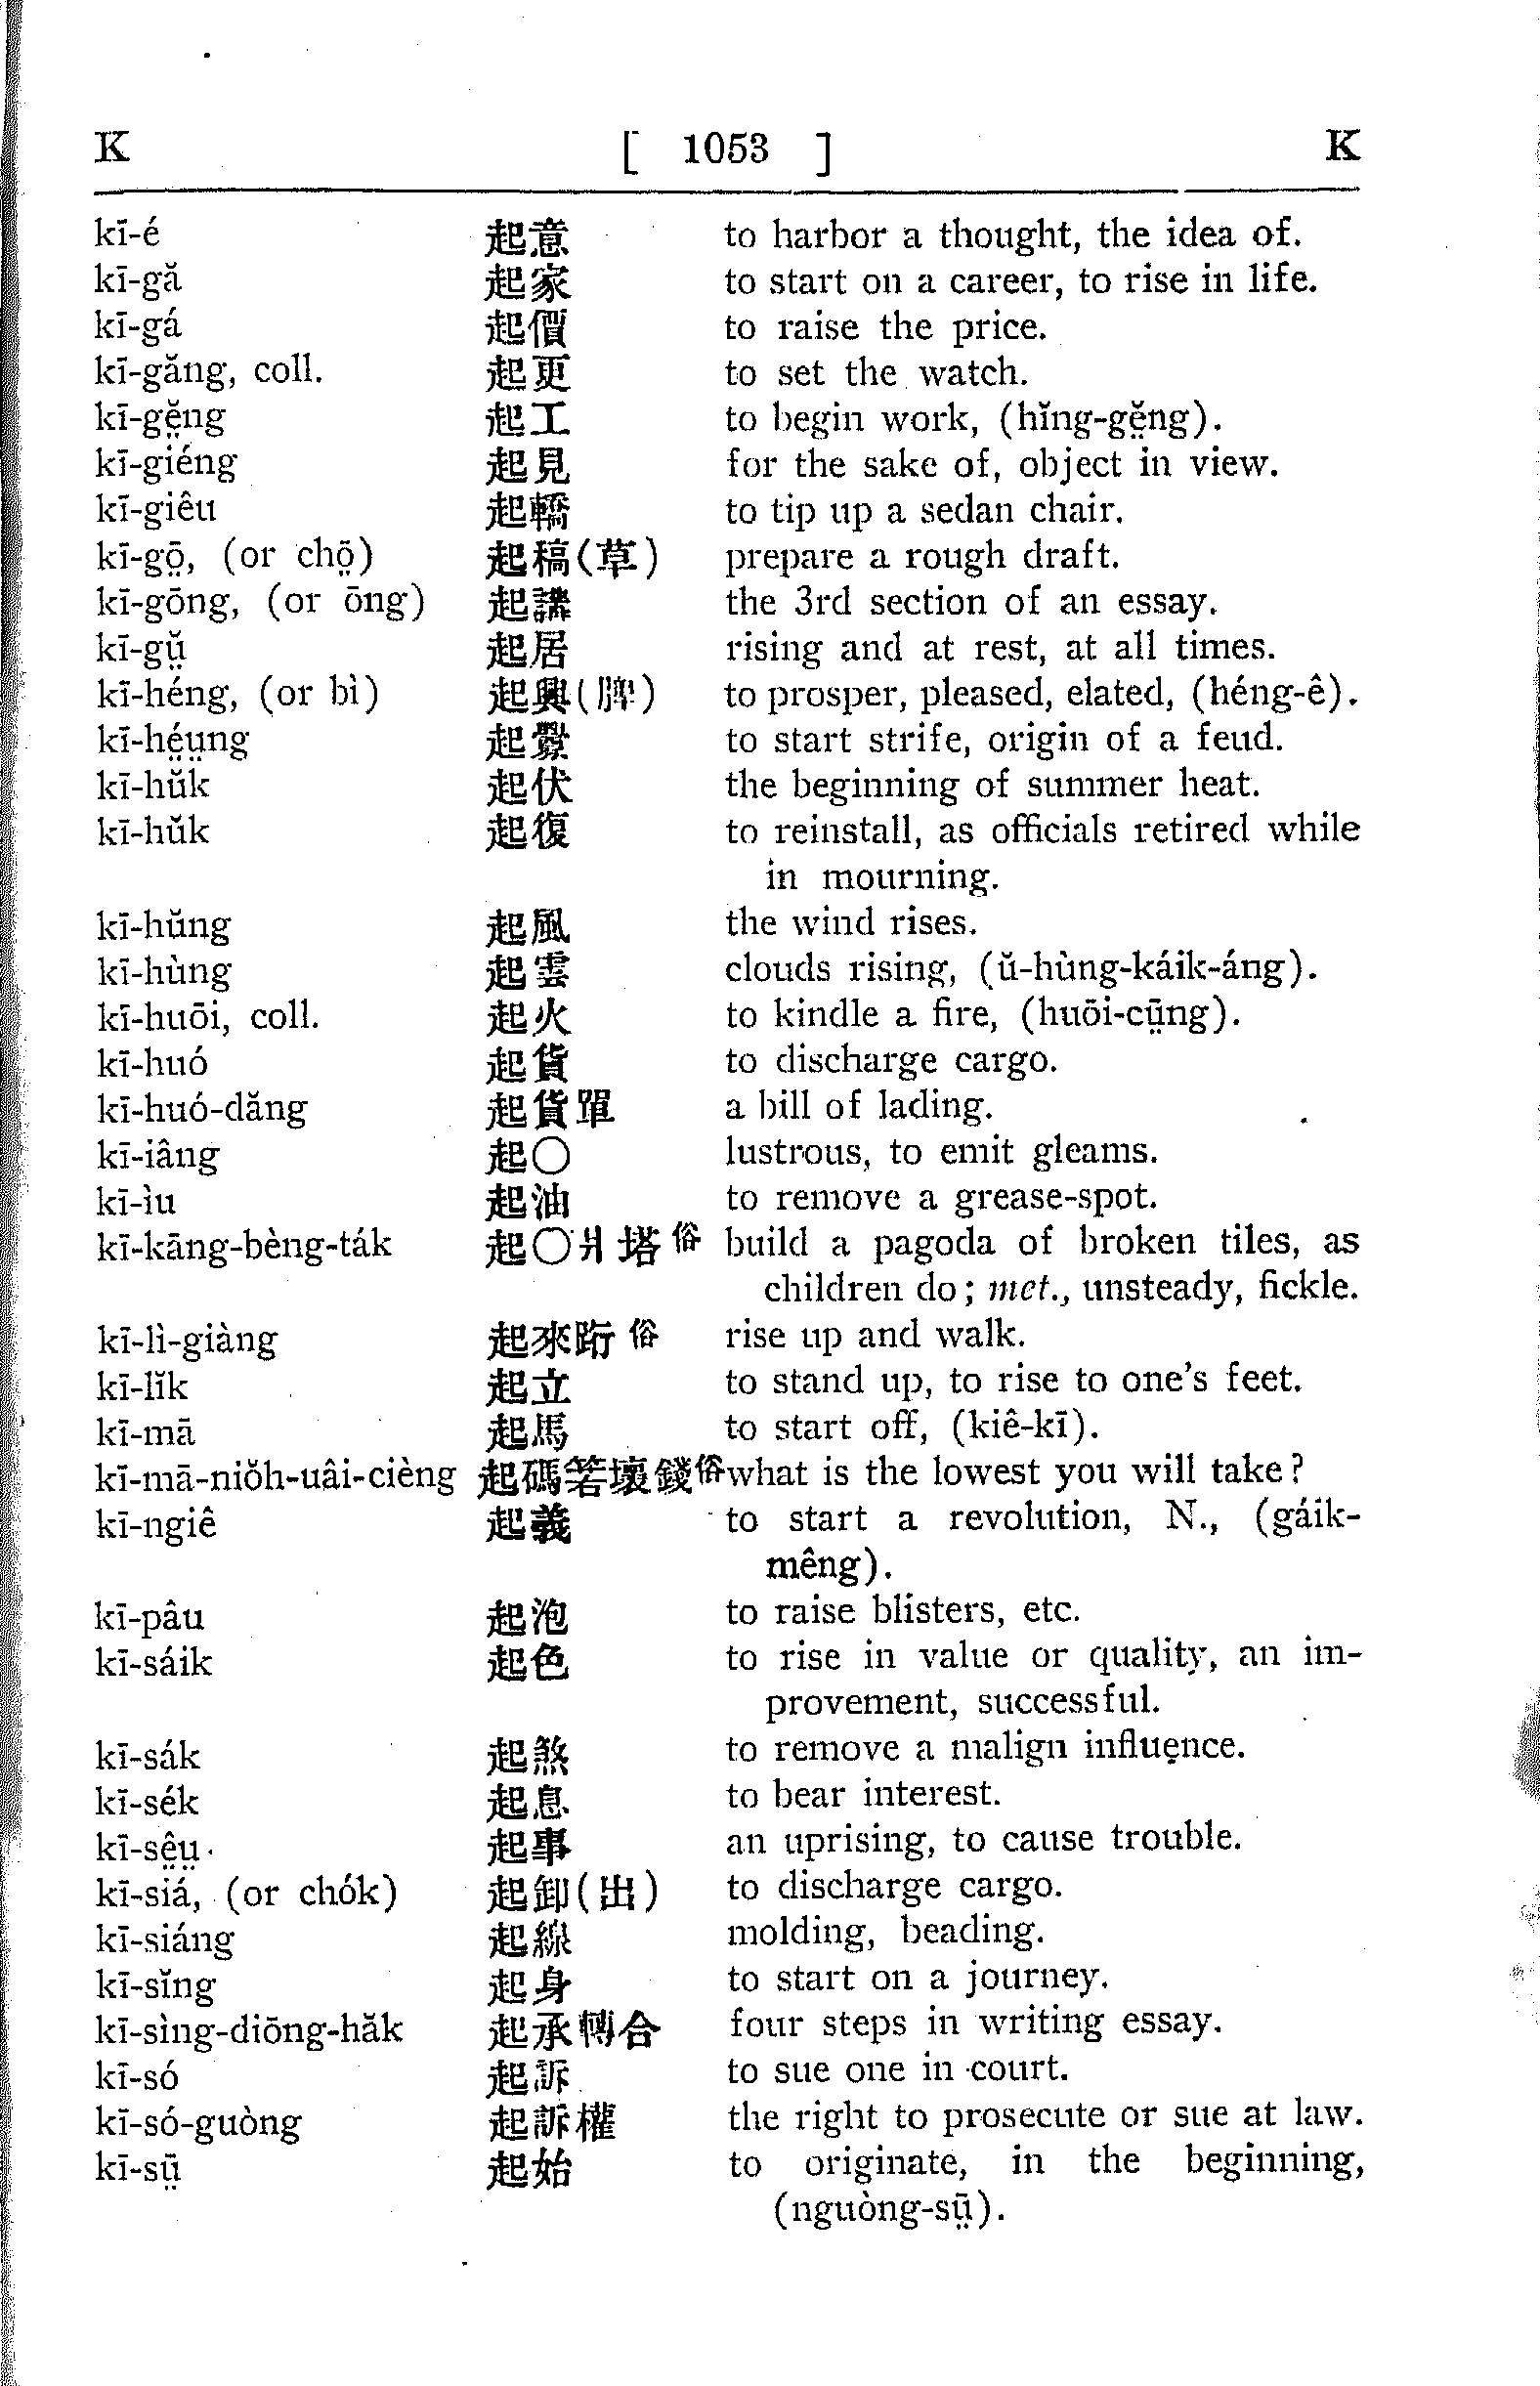 K [ 1053 ] K
kī-é 起意 to harbor a thought, the idea of.
kī-gă 起家 to start on a career, to rise in life.
kī-gá 起價 to raise the price.
kī-găng, coll. 起更 to set the watch.
kī-gĕ̤ng 起工 to begin work, (hĭng-gĕ̤ng).
kī-giéng 起見 for the sake of, object in view.
kī-giêu 起轎 to tip up a sedan chair.
kī-gō̤, (or chō̤) 起稿(草) prepare a rough draft.
kī-gōng, (or ōng) 起講 the 3rd section of an essay.
kī-gṳ̆ 起居 rising and at rest, at all times.
kī-héng, (or bì) 起興(脾) to prosper, pleased, elated, (héng-ê).
kī-hé̤ṳng 起釁 to start strife, origin of a feud.
kī-hŭk 起伏 the beginning of summer heat.
kī-hŭk 起復 to reinstall, as officials retired while
in mourning.
kī-hŭng 起風 the wind rises.
kī-hùng 起雲 clouds rising, (ŭ-hùng-káik-áng).
kī-huōi, coll. 起火 to kindle a fire, (huōi-cṳ̄ng).
kī-huó 起貨 to discharge cargo.
kī-huó-dăng 起貨單 a bill of lading.
kī-iâng 起〇 lustrous, to emit gleams.
kī-ìu 起油 to remove a grease-spot.
kī-kāng-bèng-ták 起〇爿塔俗 build a pagoda of broken tiles, as
children do; met., unsteady, fickle.
kī-lì-giàng 起來跕俗 rise up and walk.
kī-lĭk 起立 to stand up, to rise to one's feet.
kī-mā 起馬 to start off, (kiê-kī).
kī-mā-niŏh-uâi-cièng 起碼箬壞錢俗 what is the lowest you will take?
kī-ngiê 起義 to start a revolution, N., (gáik-
mêng).
kī-pâu 起泡 to raise blisters, etc.
kī-sáik 起色 to rise in value or quality, an im-
provement, successful.
kī-sák 起煞 to remove a malign influence.
kī-sék 起息 to bear interest.
kī-sê̤ṳ 起事 an uprising, to cause trouble.
kī-siá, (or chók) 起卸(出) to discharge cargo.
kī-siáng 起線 molding, beading.
kī-sĭng 起身 to start on a journey.
kī-sìng-diōng-hăk 起承轉合 four steps in writing essay.
kī-só 起訴 to sue one in court.
kī-só-guòng 起訴權 the right to prosecute or sue at law.
kī-sṳ̄ 起始 to originate, in the beginning,
(nguòng-sṳ̄).